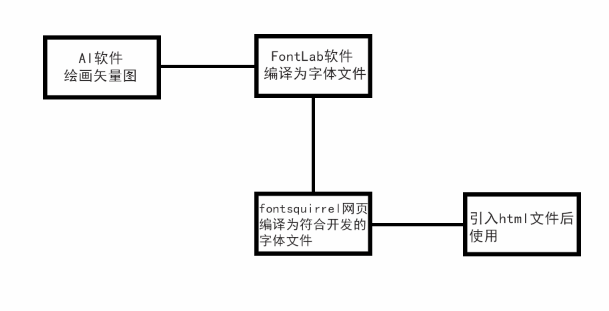 AI软件
绘画矢量图
FontLab软件
编译为字体文件
fontsquirrel网页
编译为符合开发的
字体文件
引入html文件后
使用